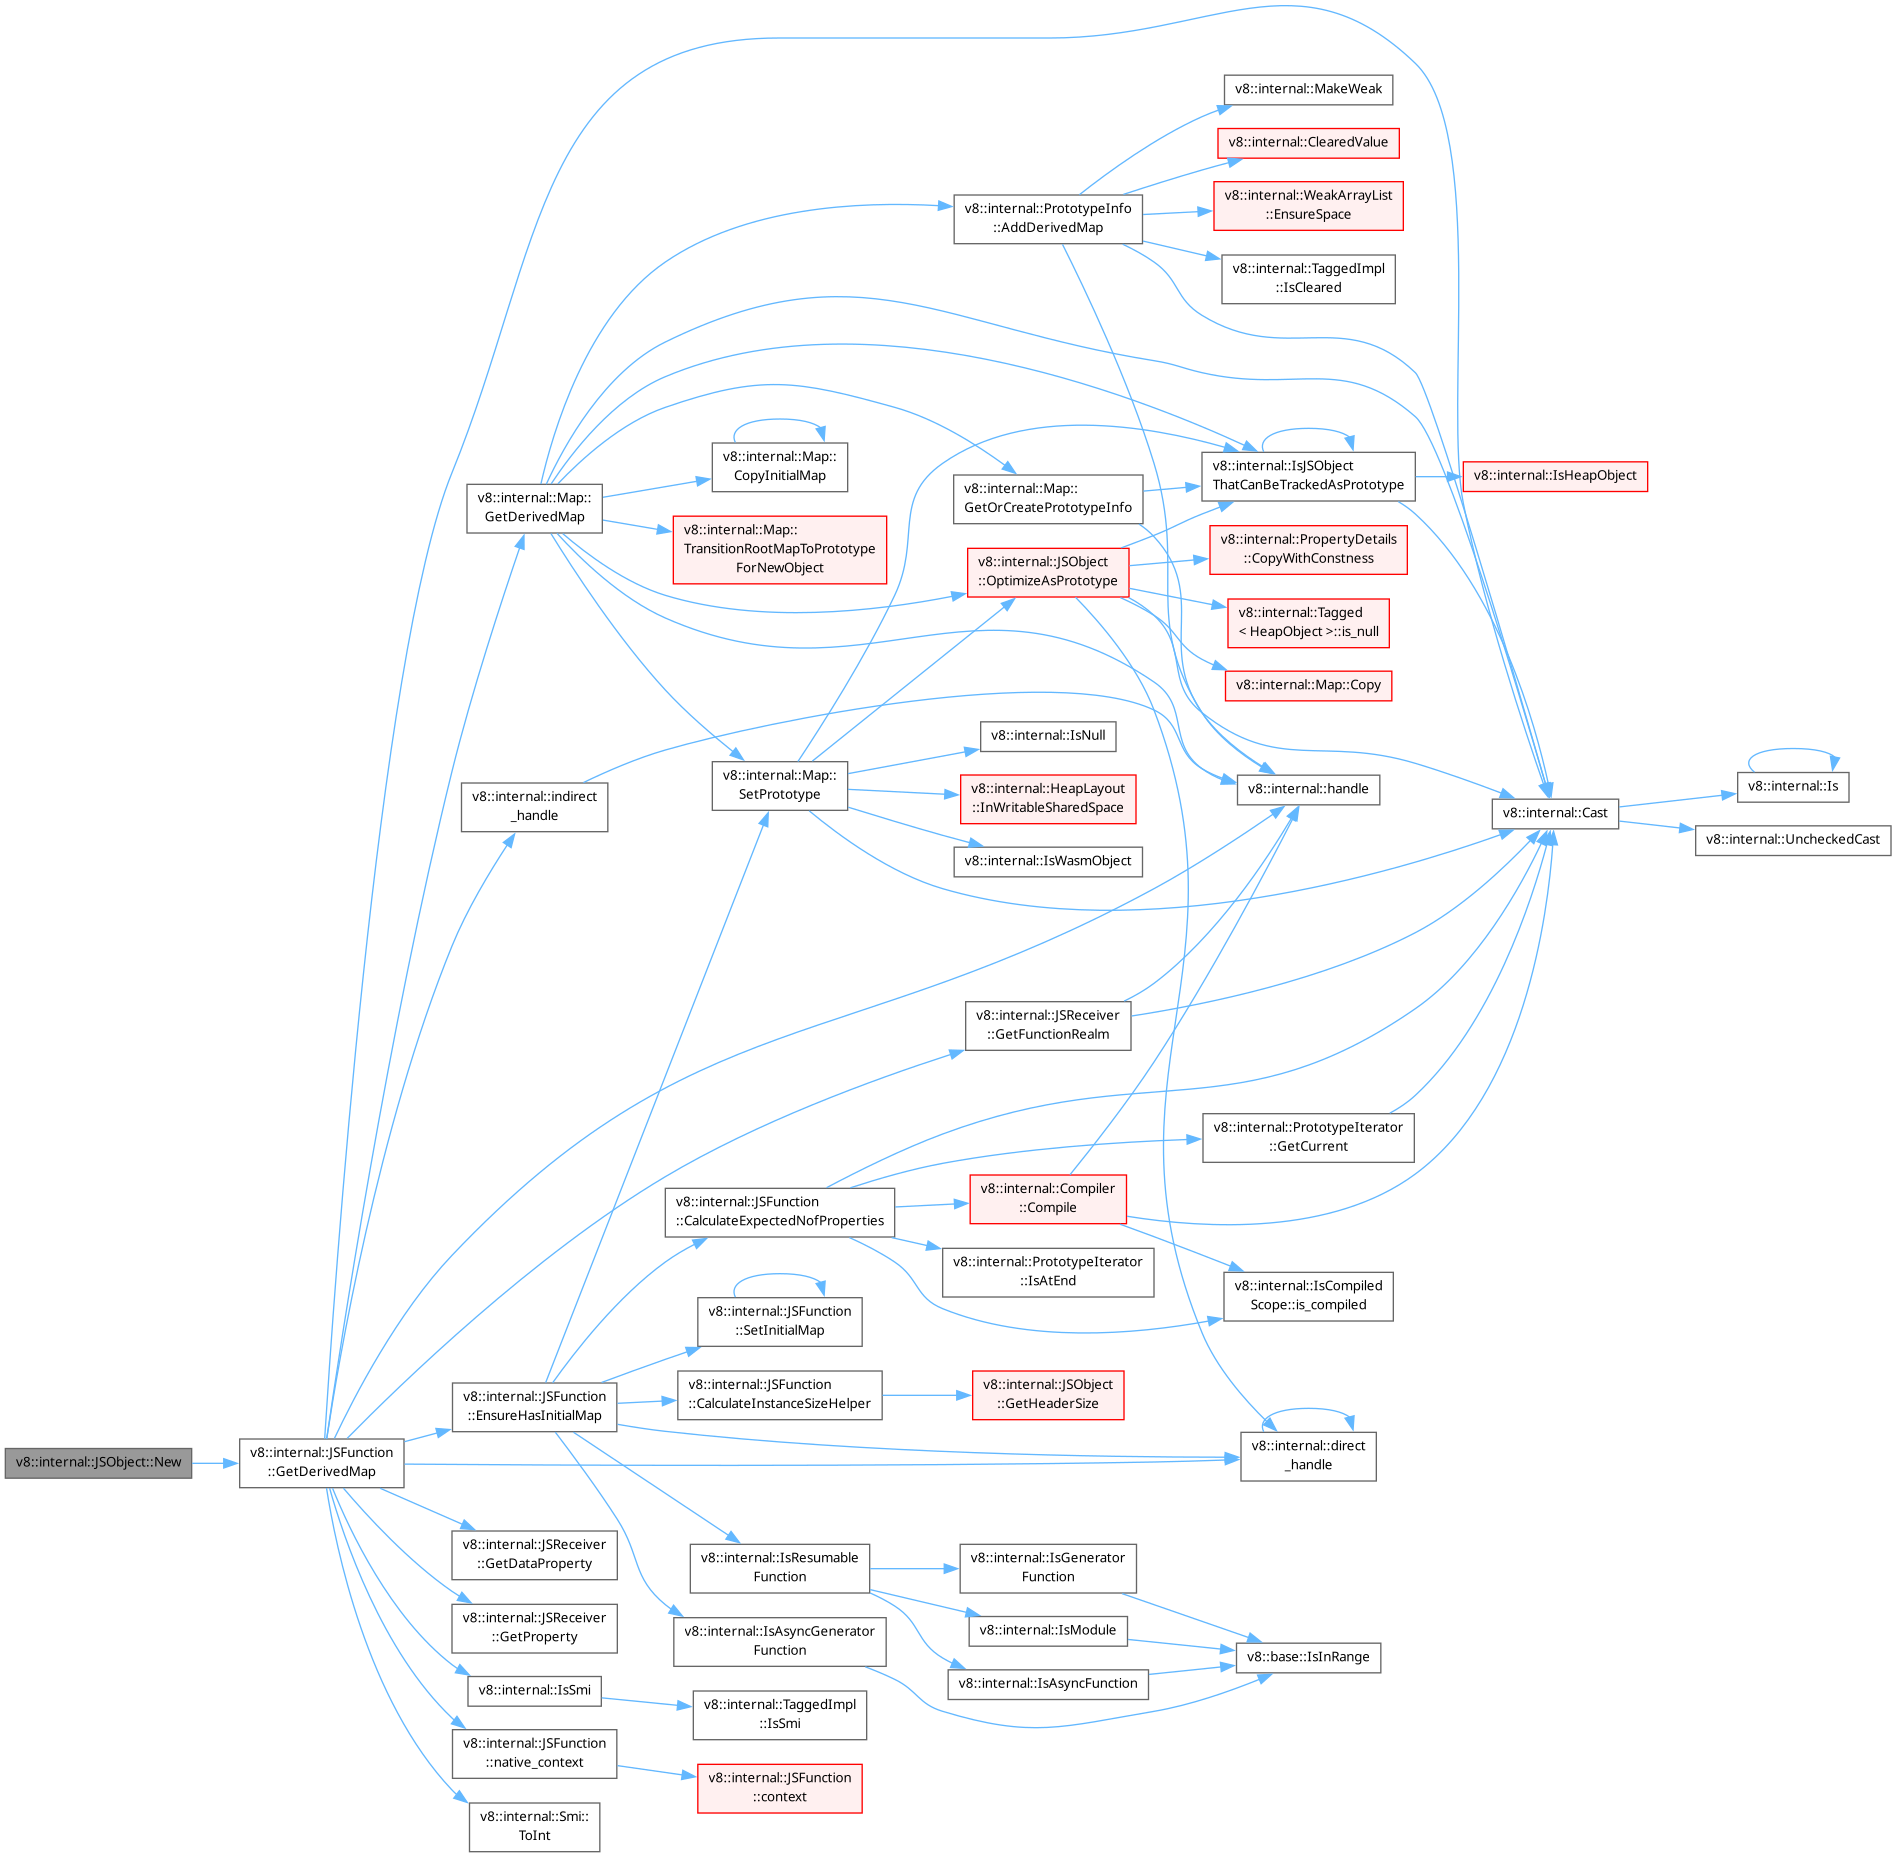 v8::internal::MakeWeak
v8::internal::ClearedValue
v8::internal::WeakArrayList
::EnsureSpace
v8::internal::PrototypeInfo
::AddDerivedMap
v8::internal::TaggedImpl
::IsCleared
v8::internal::Map::
CopyInitialMap
v8::internal::IsJSObject
ThatCanBeTrackedAsPrototype
v8::internal::IsHeapObject
v8::internal::Map::
GetDerivedMap
v8::internal::Map::
GetOrCreatePrototypeInfo
v8::internal::Map::
TransitionRootMapToPrototype
ForNewObject
v8::internal::PropertyDetails
::CopyWithConstness
v8::internal::JSObject
::OptimizeAsPrototype
v8::internal::Tagged
< HeapObject >::is_null
v8::internal::Map::Copy
v8::internal::IsNull
v8::internal::Map::
SetPrototype
v8::internal::HeapLayout
::InWritableSharedSpace
v8::internal::handle
v8::internal::Is
v8::internal::indirect
_handle
v8::internal::Cast
v8::internal::UncheckedCast
v8::internal::IsWasmObject
v8::internal::JSReceiver
::GetFunctionRealm
v8::internal::PrototypeIterator
::GetCurrent
v8::internal::JSFunction
::CalculateExpectedNofProperties
v8::internal::Compiler
::Compile
v8::internal::PrototypeIterator
::IsAtEnd
v8::internal::IsCompiled
Scope::is_compiled
v8::internal::JSFunction
::SetInitialMap
v8::internal::JSFunction
::EnsureHasInitialMap
v8::internal::JSFunction
::CalculateInstanceSizeHelper
v8::internal::JSObject
::GetHeaderSize
v8::internal::JSObject::New
v8::internal::JSFunction
::GetDerivedMap
v8::internal::direct
_handle
v8::internal::JSReceiver
::GetDataProperty
v8::internal::IsResumable
Function
v8::internal::IsGenerator
Function
v8::internal::JSReceiver
::GetProperty
v8::internal::IsAsyncGenerator
Function
v8::internal::IsModule
v8::base::IsInRange
v8::internal::IsAsyncFunction
v8::internal::IsSmi
v8::internal::TaggedImpl
::IsSmi
v8::internal::JSFunction
::native_context
v8::internal::JSFunction
::context
v8::internal::Smi::
ToInt